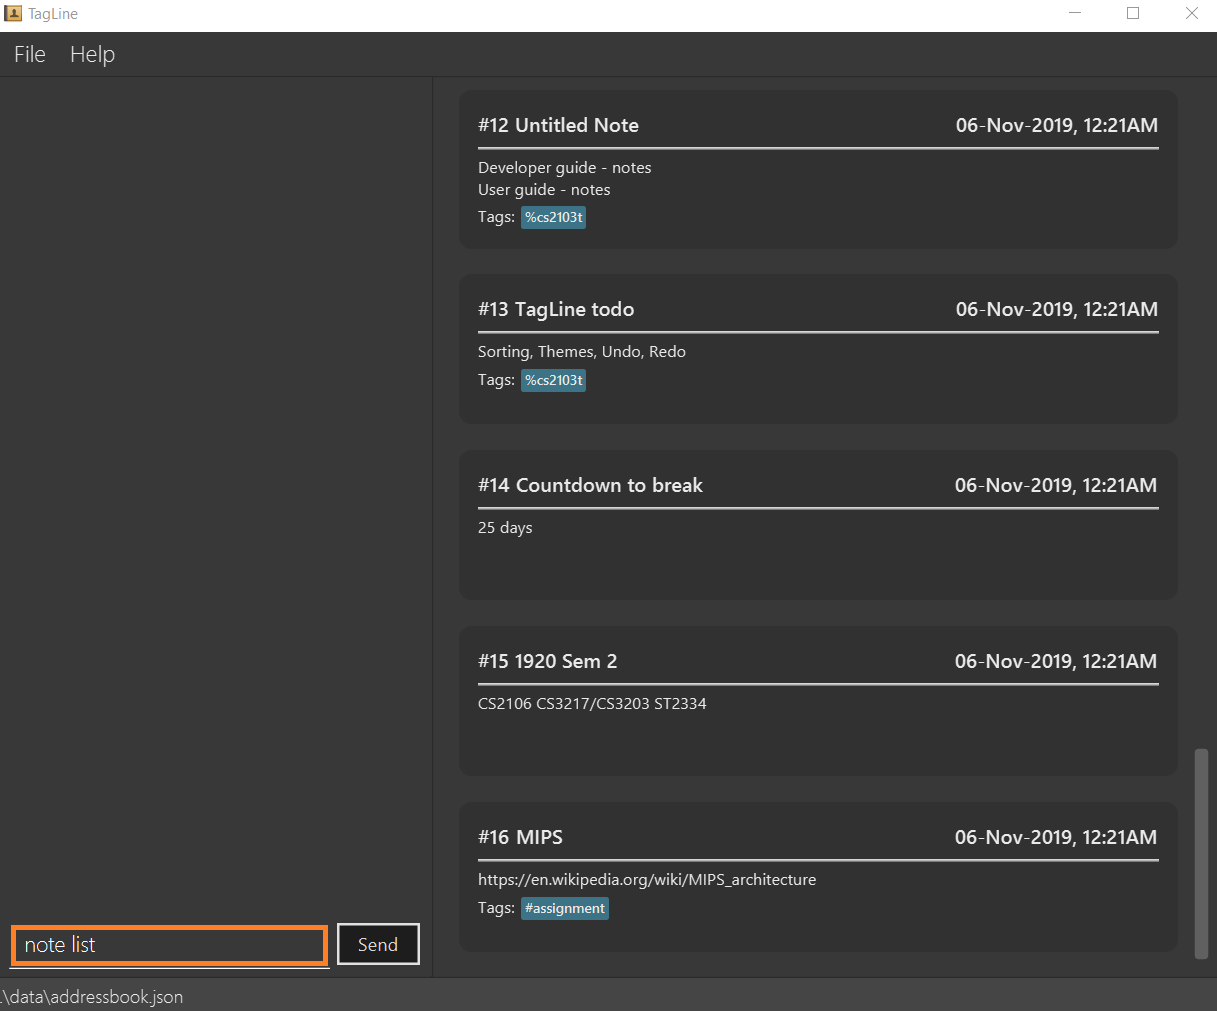 TagLine
File Help
#12 Untitled Note 06-Nov-2019, 12:21AM
Developer guide - notes
User guide - notes
Tags: %cs2103t
#13 TagLine todo 06-Nov-2019, 12:21AM
Sorting, Themes, Undo, Redo
Tags: %cs2103t
#14 Countdown to break 06-Nov-2019, 12:21AM
25 days
#15 1920 Sem 2 06-Nov-2019, 12:21AM
CS2106 CS3217/CS3203 ST2334
#16 MIPS 06-Nov-2019, 12:21AM
https://en.wikipedia.org/wiki/MIPS_architecture
Tags: #assignment
note list Send
.\data\addressbook.json